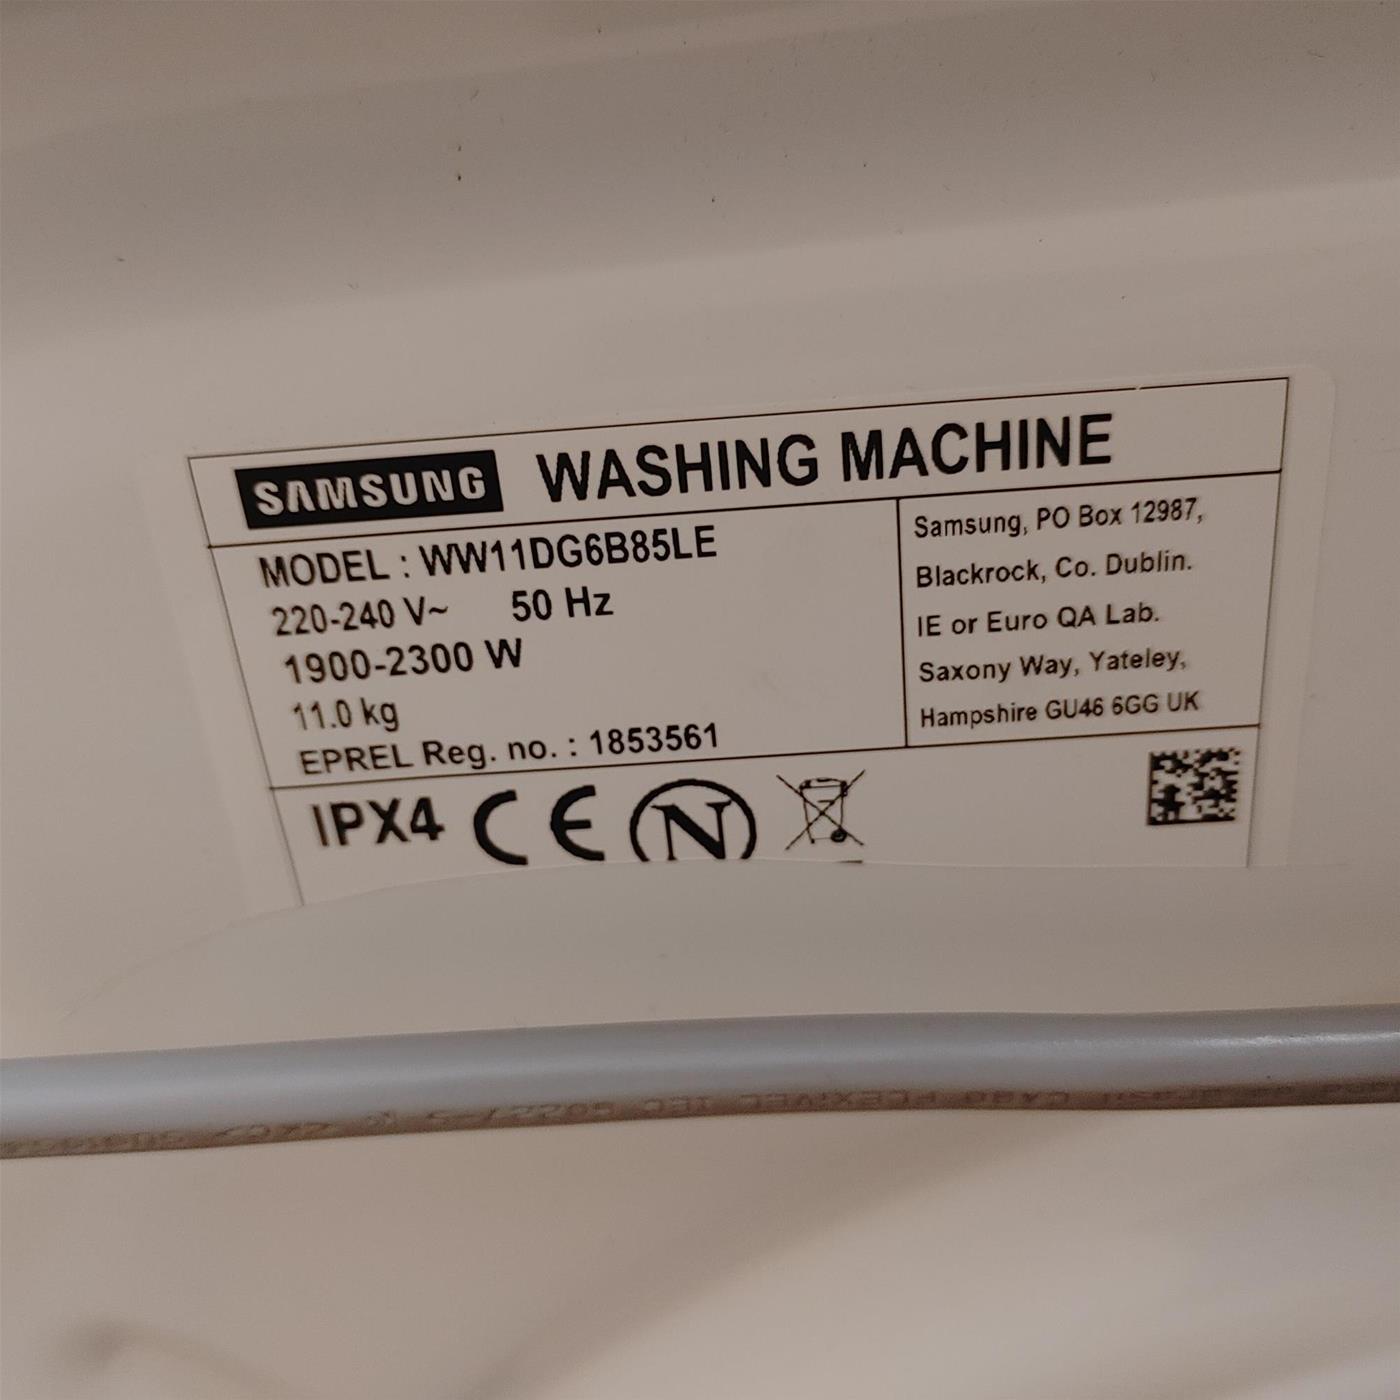 SAMSUNG WASHING MACHINE
MODEL : WW11DG6B85LE
220-240 V~ 50 Hz
1900-2300 W
11.0 kg
EPREL Reg. no. : 1853561
Samsung, PO Box 12987,
Blackrock, Co. Dublin.
IE or Euro QA Lab.
Saxony Way, Yateley,
Hampshire GU46 6GG UK
IPX4 CE N